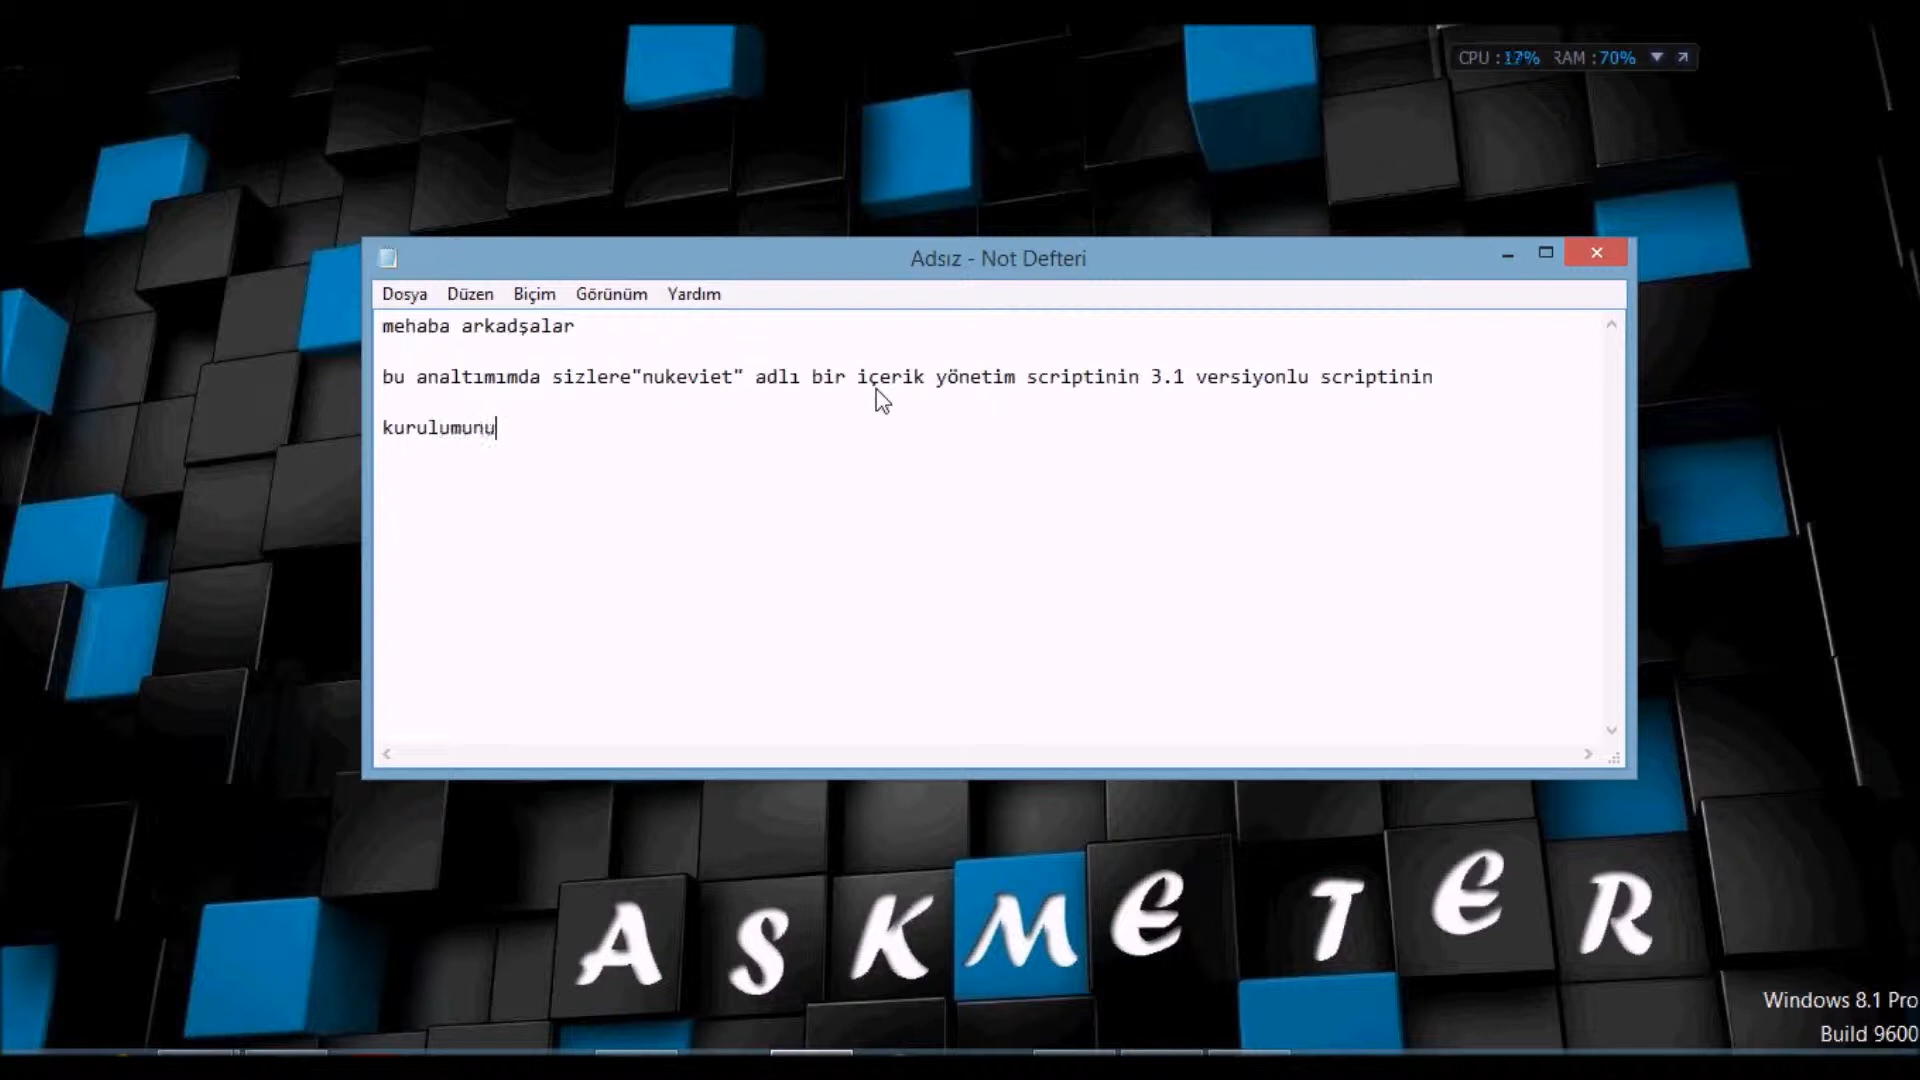 CPU : 17% RAM : 70%
Adsız - Not Defteri
Dosya Düzen Biçim Görünüm Yardım
mehaba arkadşalar
bu analtımımda sizlere"nukeviet" adlı bir içerik yönetim scriptinin 3.1 versiyonlu scriptinin
kurulumunu
ASKMETER
Windows 8.1 Pro
Build 9600